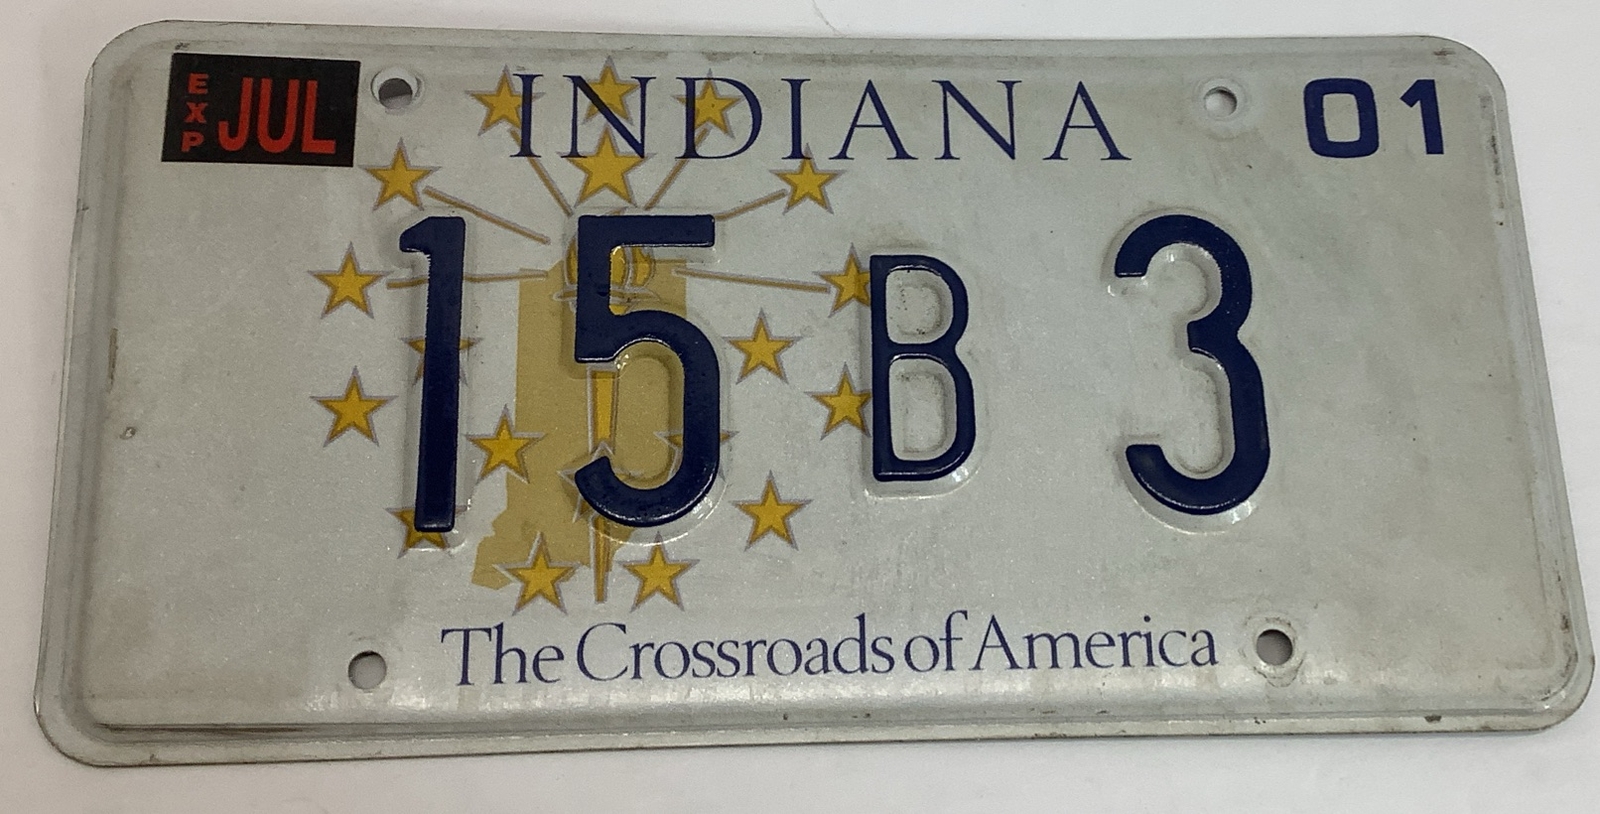 EXP JUL INDIANA 01
15 B 3
The Crossroads of America